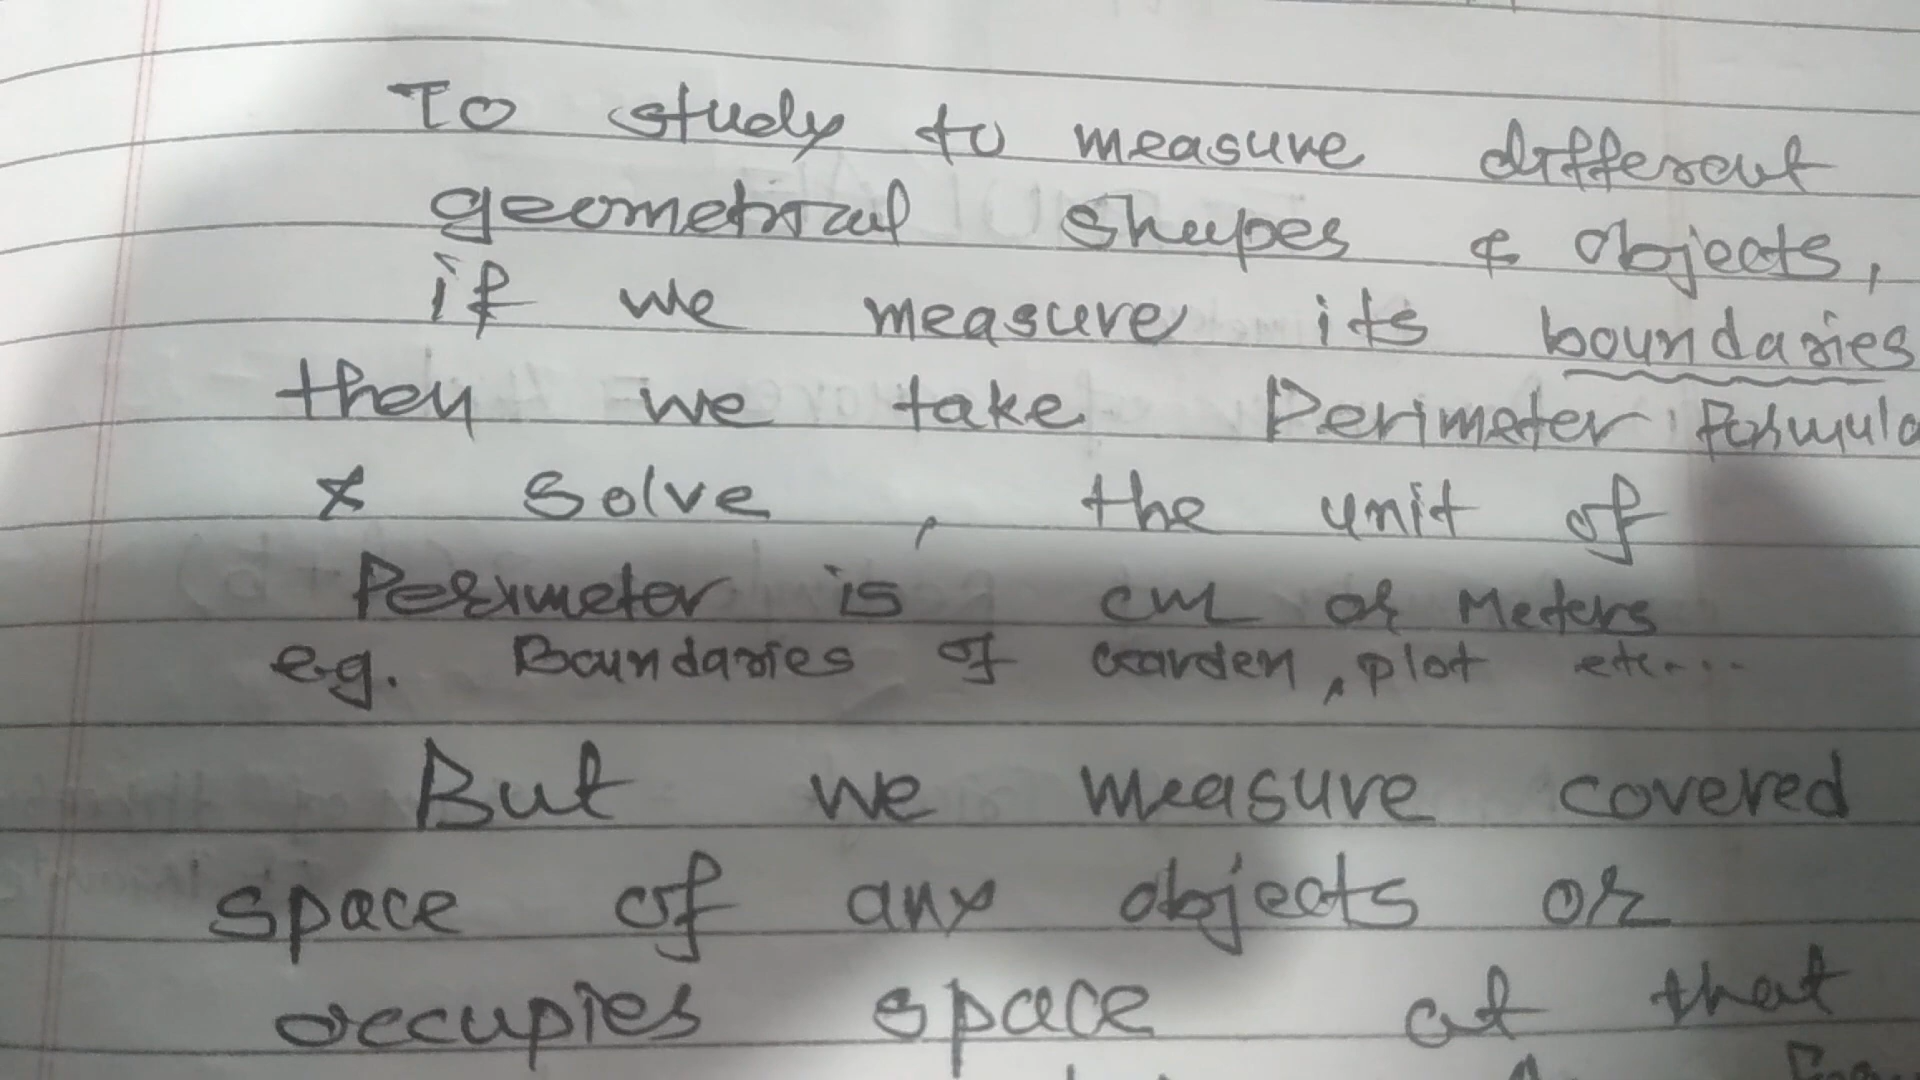 To study to measure different
geometrical shapes & objects,
if we measure its boundaries
then we take Perimeter formula
& solve, the unit of
Perimeter is cm or Meters
e.g. Boundaries of Garden, plot etc....
But we measure covered
space of any objects or
occupies space at that